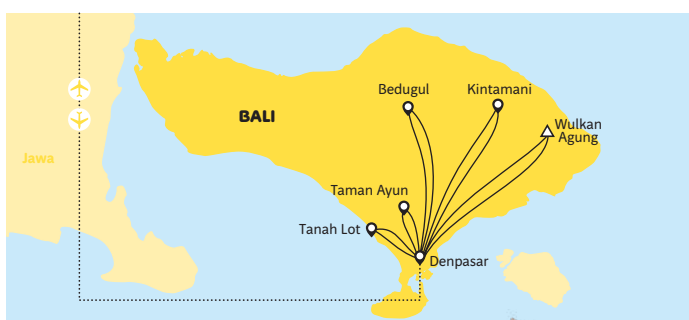 Bedugul
Kintamani
BALI
Wulkan
Agung
Jawa
Taman Ayun
Tanah Lot
Denpasar